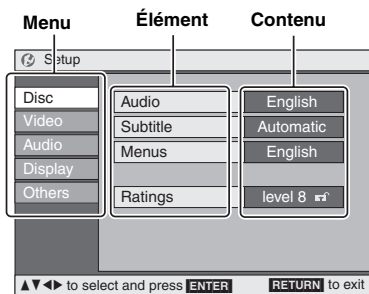 Menu Élément Contenu
Setup
Disc
Video
Audio
Display
Others
Audio English
Subtitle Automatic
Menus English
Ratings level 8
▲▼◀▶ to select and press ENTER RETURN to exit